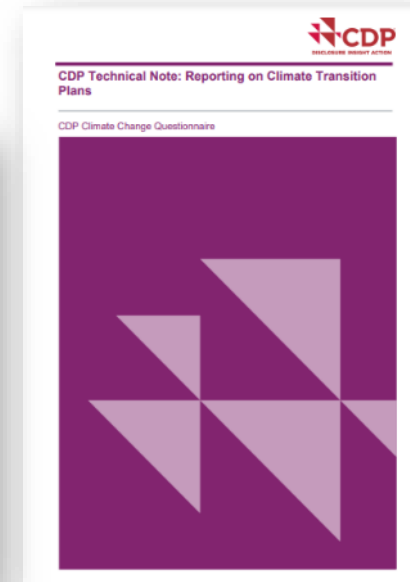 CDP
DISCLOSURE INSIGHT ACTION
CDP Technical Note: Reporting on Climate Transition
Plans
CDP Climate Change Questionnaire